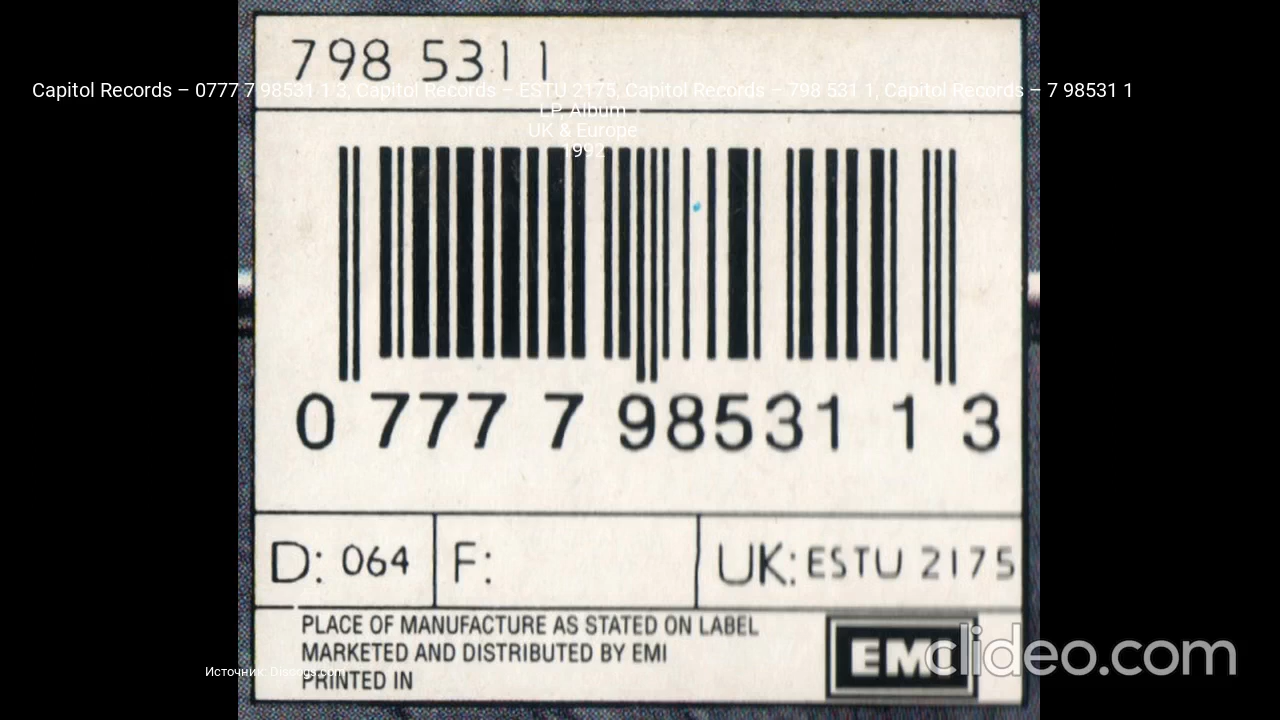 798 5311
Capitol Records – 0777 7 98531 1 3, Capitol Records – ESTU 2175, Capitol Records – 798 531 1, Capitol Records – 7 98531 1
LP, Album
UK & Europe
1992
0 777 7 98531 1 3
D: 064 F: UK: ESTU 2175
PLACE OF MANUFACTURE AS STATED ON LABEL
MARKETED AND DISTRIBUTED BY EMI
PRINTED IN
EMI
clideo.com
Источник: Discogs.com